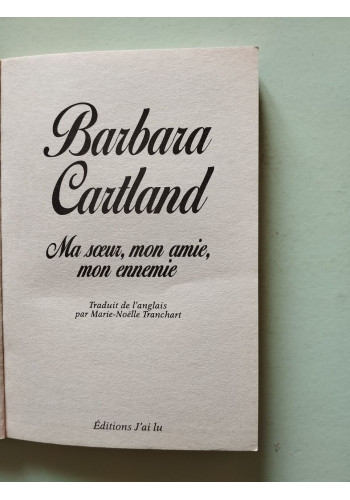 Barbara
Cartland
Ma sœur, mon amie,
mon ennemie
Traduit de l'anglais
par Marie-Noëlle Tranchart
Éditions J'ai lu